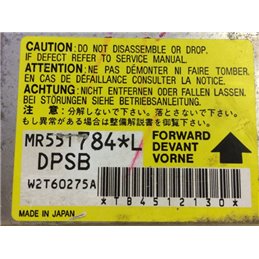 CAUTION: DO NOT DISASSEMBLE OR DROP.
IF DEFECT REFER TO SERVICE MANUAL.
ATTENTION: NE PAS DÉMONTER NI FAIRE TOMBER.
EN CAS DE DÉFAILLANCE CONSULTER LA NOTICE.
ACHTUNG: NICHT ENTFERNEN ODER FALLEN LASSEN.
BEI STÖRUNGEN SIEHE BETRIEBSANLEITUNG.
注意:分解しないで下さい。落さないで下さい。
もし異常がある場合は整備解説書を御覧下さい。
MR551784*L
DPSB
FORWARD
DEVANT
VORNE
W2T60275A
* B4512130 *
MADE IN JAPAN